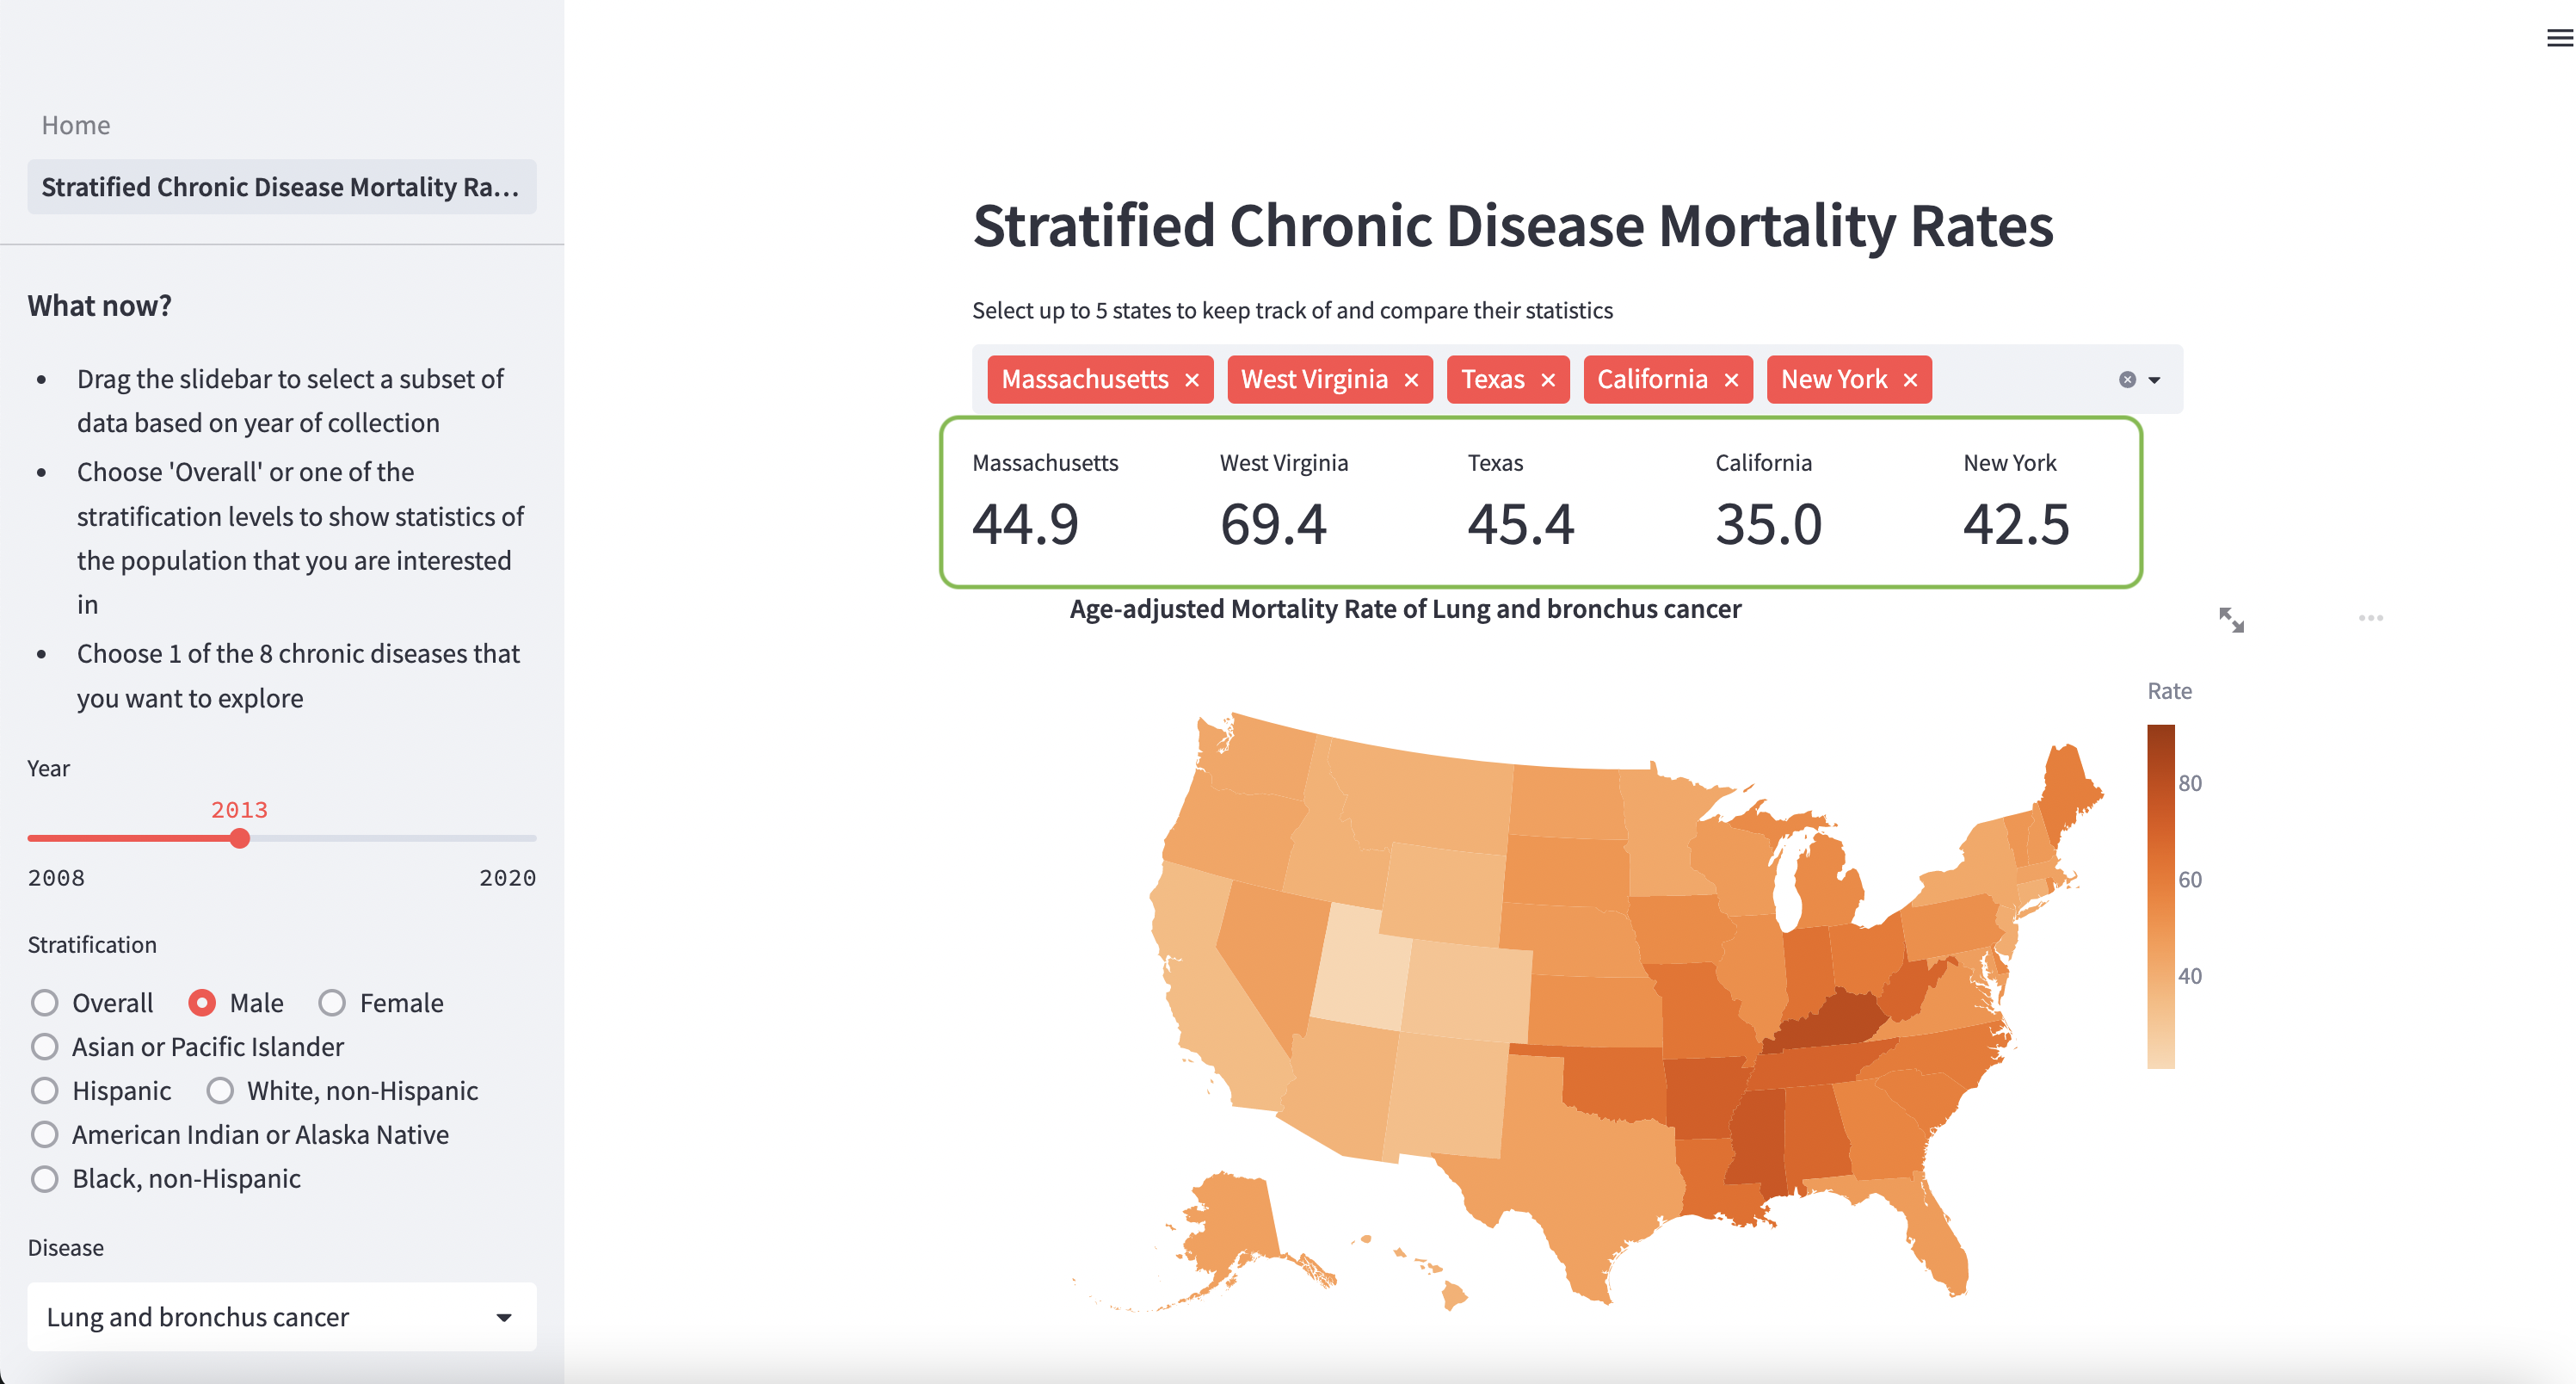 Home
Stratified Chronic Disease Mortality Ra...
What now?
• Drag the slidebar to select a subset of
data based on year of collection
• Choose 'Overall' or one of the
stratification levels to show statistics of
the population that you are interested
in
• Choose 1 of the 8 chronic diseases that
you want to explore
Year
2013
2008 2020
Stratification
Overall Male Female
Asian or Pacific Islander
Hispanic White, non-Hispanic
American Indian or Alaska Native
Black, non-Hispanic
Disease
Lung and bronchus cancer
Stratified Chronic Disease Mortality Rates
Select up to 5 states to keep track of and compare their statistics
Massachusetts × West Virginia × Texas × California × New York ×
Massachusetts West Virginia Texas California New York
44.9 69.4 45.4 35.0 42.5
Age-adjusted Mortality Rate of Lung and bronchus cancer
Rate
80
60
40